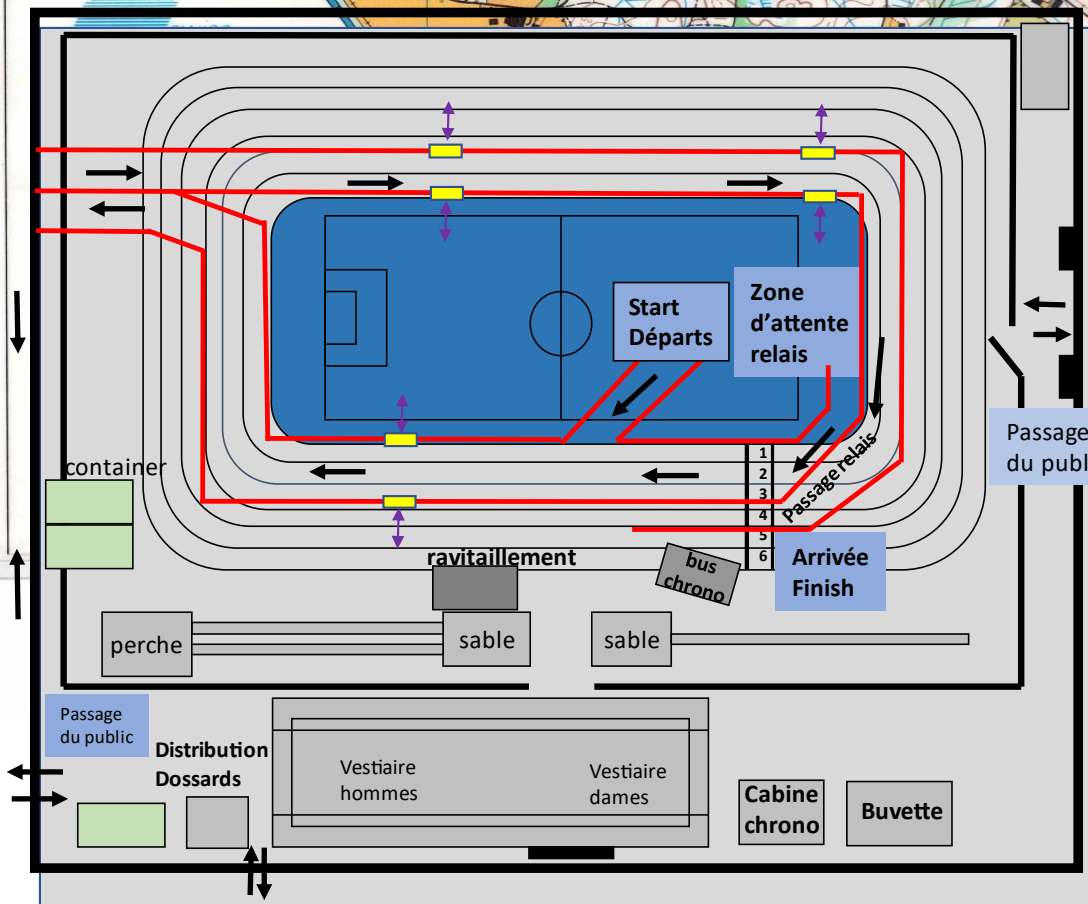 Start
Départs
Zone
d'attente
relais
Passage
du publ
container
1
2
3
4
5
6
Passage relais
ravitaillement
bus
chrono
Arrivée
Finish
perche
sable
sable
Passage
du public
Distribution
Dossards
Vestiaire
hommes
Vestiaire
dames
Cabine
chrono
Buvette